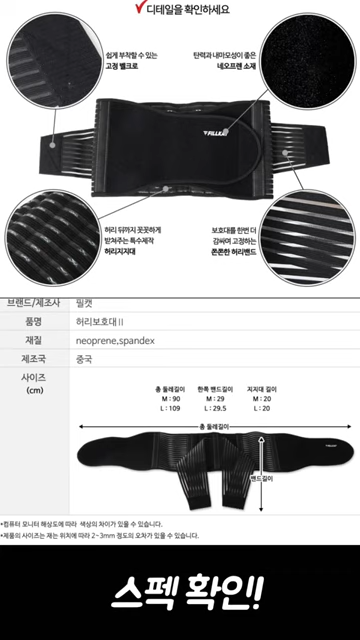 디테일을 확인하세요
쉽게 부착할 수 있는
고정 벨크로
탄력과 내마모성이 좋은
네오프렌 소재
허리 뒤까지 꼿꼿하게
받쳐주는 특수제작
허리지지대
보호대를 한번 더
감싸며 고정하는
쫀쫀한 허리밴드
브랜드/제조사 필캣
품명 허리보호대 II
재질 neoprene,spandex
제조국 중국
사이즈
(cm)
총 둘레길이 한쪽 밴드길이 지지대 길이
M : 90 M : 29 M : 20
L : 109 L : 29.5 L : 20
총 둘레길이
밴드길이
*컴퓨터 모니터 해상도에 따라 색상의 차이가 있을 수 있습니다.
*제품의 사이즈는 재는 위치에 따라 2~3mm 정도의 오차가 있을 수 있습니다.
스펙 확인!